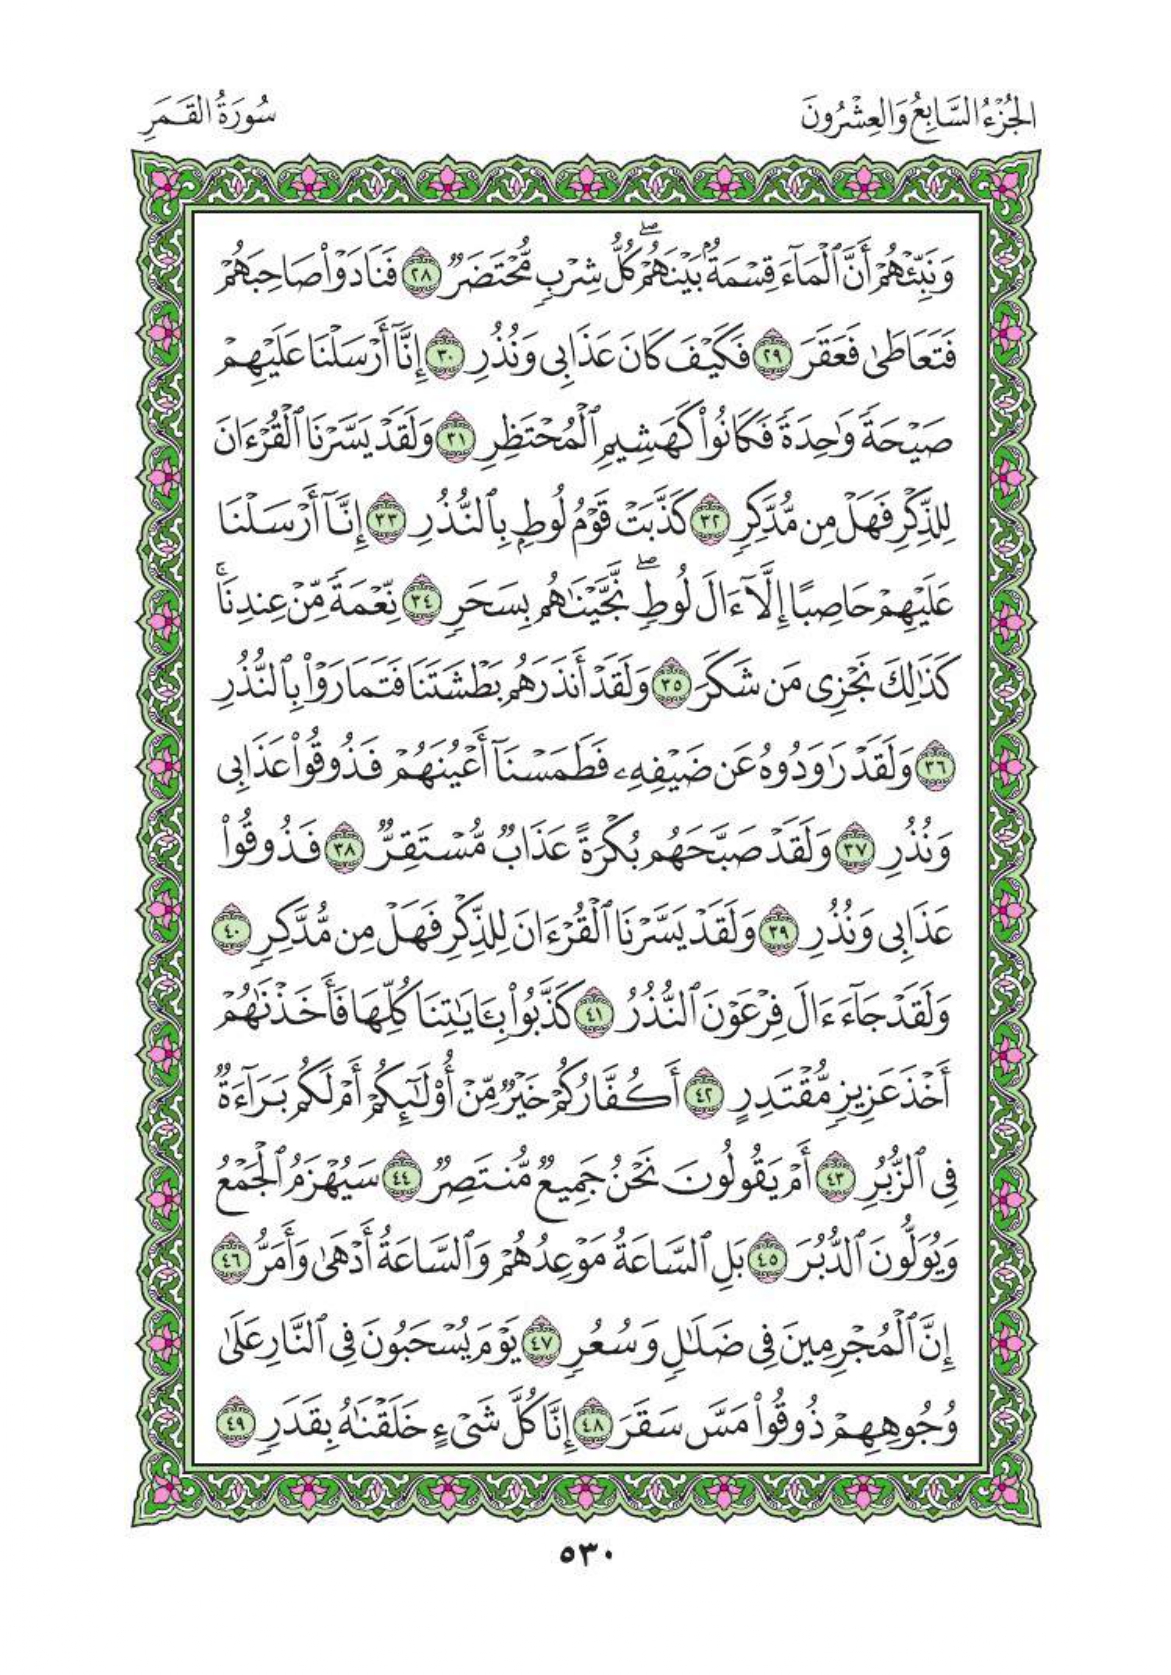 الجُزْءُ السَّابِعُ وَالعِشْرُونَ
سُورَةُ القَمَرِ
وَنَبِّئْهُمْ أَنَّ ٱلْمَآءَ قِسْمَةٌۢ بَيْنَهُمْۖ كُلُّ شِرْبٖ مُّحْتَضَرٞ ٢٨ فَنَادَوْاْ صَاحِبَهُمْ
فَتَعَاطَىٰ فَعَقَرَ ٢٩ فَكَيْفَ كَانَ عَذَابِي وَنُذُرِ ٣٠ إِنَّآ أَرْسَلْنَا عَلَيْهِمْ
صَيْحَةٗ وَٰحِدَةٗ فَكَانُواْ كَهَشِيمِ ٱلْمُحْتَظِرِ ٣١ وَلَقَدْ يَسَّرْنَا ٱلْقُرْءَانَ
لِلذِّكْرِ فَهَلْ مِن مُّدَّكِرٖ ٣٢ كَذَّبَتْ قَوْمُ لُوطِۭ بِٱلنُّذُرِ ٣٣ إِنَّآ أَرْسَلْنَا
عَلَيْهِمْ حَاصِبًا إِلَّآ ءَالَ لُوطٖۖ نَّجَّيْنَٰهُم بِسَحَرٖ ٣٤ نِّعْمَةٗ مِّنْ عِندِنَاۚ
كَذَٰلِكَ نَجْزِي مَن شَكَرَ ٣٥ وَلَقَدْ أَنذَرَهُم بَطْشَتَنَا فَتَمَارَوْاْ بِٱلنُّذُرِ
٣٦ وَلَقَدْ رَٰوَدُوهُ عَن ضَيْفِهِۦ فَطَمَسْنَآ أَعْيُنَهُمْ فَذُوقُواْ عَذَابِي
وَنُذُرِ ٣٧ وَلَقَدْ صَبَّحَهُم بُكْرَةً عَذَابٞ مُّسْتَقِرّٞ ٣٨ فَذُوقُواْ
عَذَابِي وَنُذُرِ ٣٩ وَلَقَدْ يَسَّرْنَا ٱلْقُرْءَانَ لِلذِّكْرِ فَهَلْ مِن مُّدَّكِرٖ ٤٠
وَلَقَدْ جَآءَ ءَالَ فِرْعَوْنَ ٱلنُّذُرُ ٤١ كَذَّبُواْ بِـَٔايَٰتِنَا كُلِّهَا فَأَخَذْنَٰهُمْ
أَخْذَ عَزِيزٖ مُّقْتَدِرٍ ٤٢ أَكُفَّارُكُمْ خَيْرٞ مِّنْ أُوْلَٰٓئِكُمْ أَمْ لَكُم بَرَآءَةٞ
فِي ٱلزُّبُرِ ٤٣ أَمْ يَقُولُونَ نَحْنُ جَمِيعٞ مُّنتَصِرٞ ٤٤ سَيُهْزَمُ ٱلْجَمْعُ
وَيُوَلُّونَ ٱلدُّبُرَ ٤٥ بَلِ ٱلسَّاعَةُ مَوْعِدُهُمْ وَٱلسَّاعَةُ أَدْهَىٰ وَأَمَرُّ ٤٦
إِنَّ ٱلْمُجْرِمِينَ فِي ضَلَٰلٖ وَسُعُرٖ ٤٧ يَوْمَ يُسْحَبُونَ فِي ٱلنَّارِ عَلَىٰ
وُجُوهِهِمْ ذُوقُواْ مَسَّ سَقَرَ ٤٨ إِنَّا كُلَّ شَيْءٍ خَلَقْنَٰهُ بِقَدَرٖ ٤٩
٥٣٠